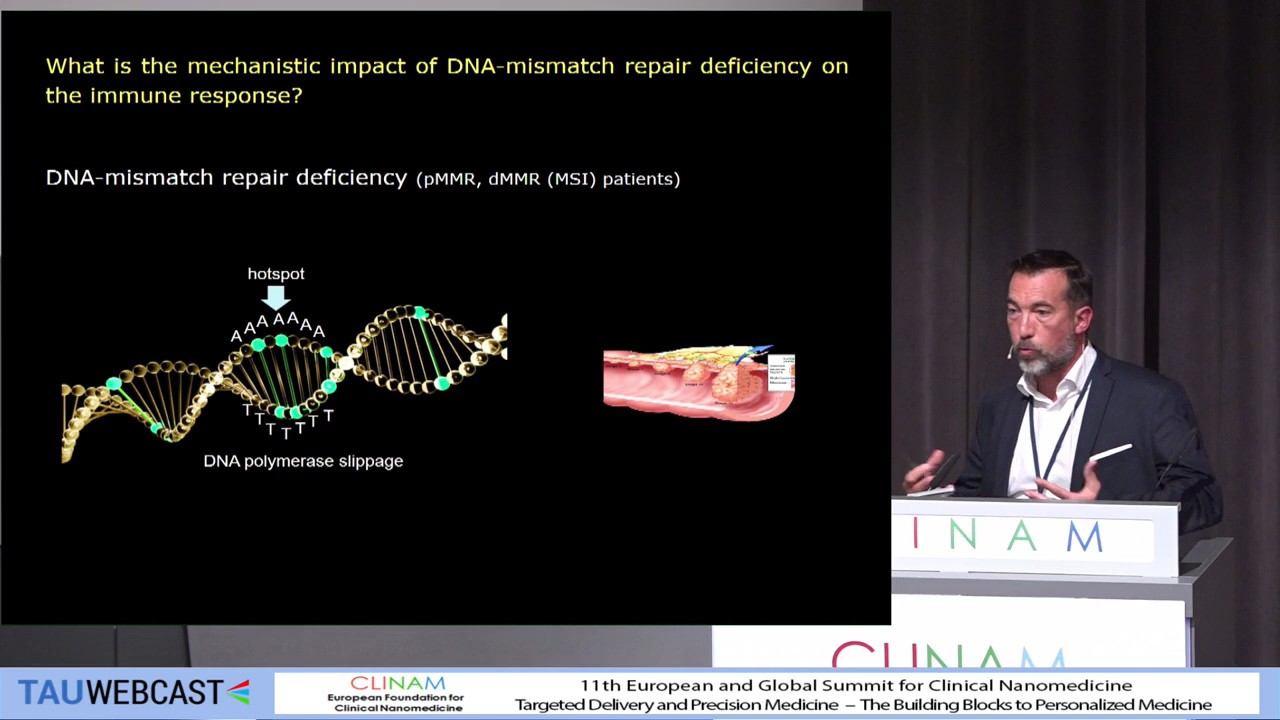 What is the mechanistic impact of DNA-mismatch repair deficiency on
the immune response?
DNA-mismatch repair deficiency (pMMR, dMMR (MSI) patients)
hotspot
A A A A A A A
T T T T T T T
DNA polymerase slippage
I N A M
CLINAM
TAUWEBCAST
CLINAM
European Foundation for
Clinical Nanomedicine
11th European and Global Summit for Clinical Nanomedicine
Targeted Delivery and Precision Medicine – The Building Blocks to Personalized Medicine